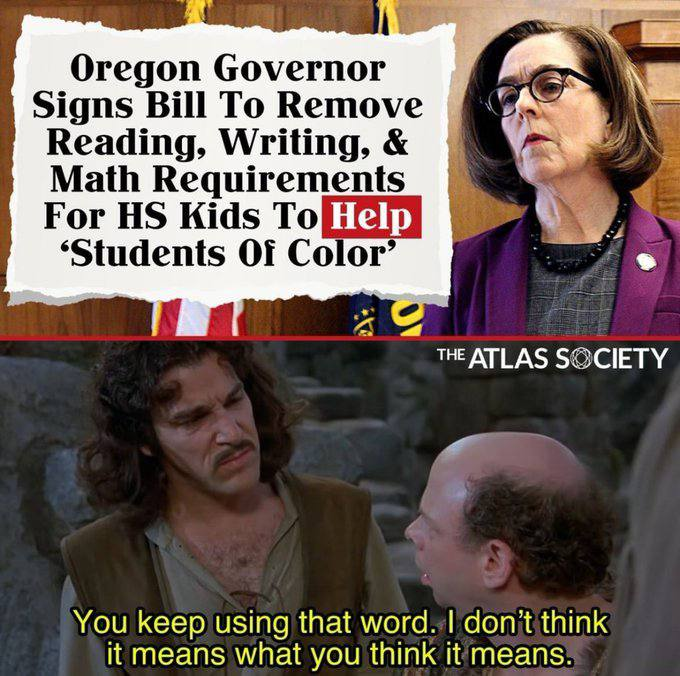 Oregon Governor
Signs Bill To Remove
Reading, Writing, &
Math Requirements
For HS Kids To Help
‘Students Of Color’
THE ATLAS SOCIETY
You keep using that word. I don't think
it means what you think it means.